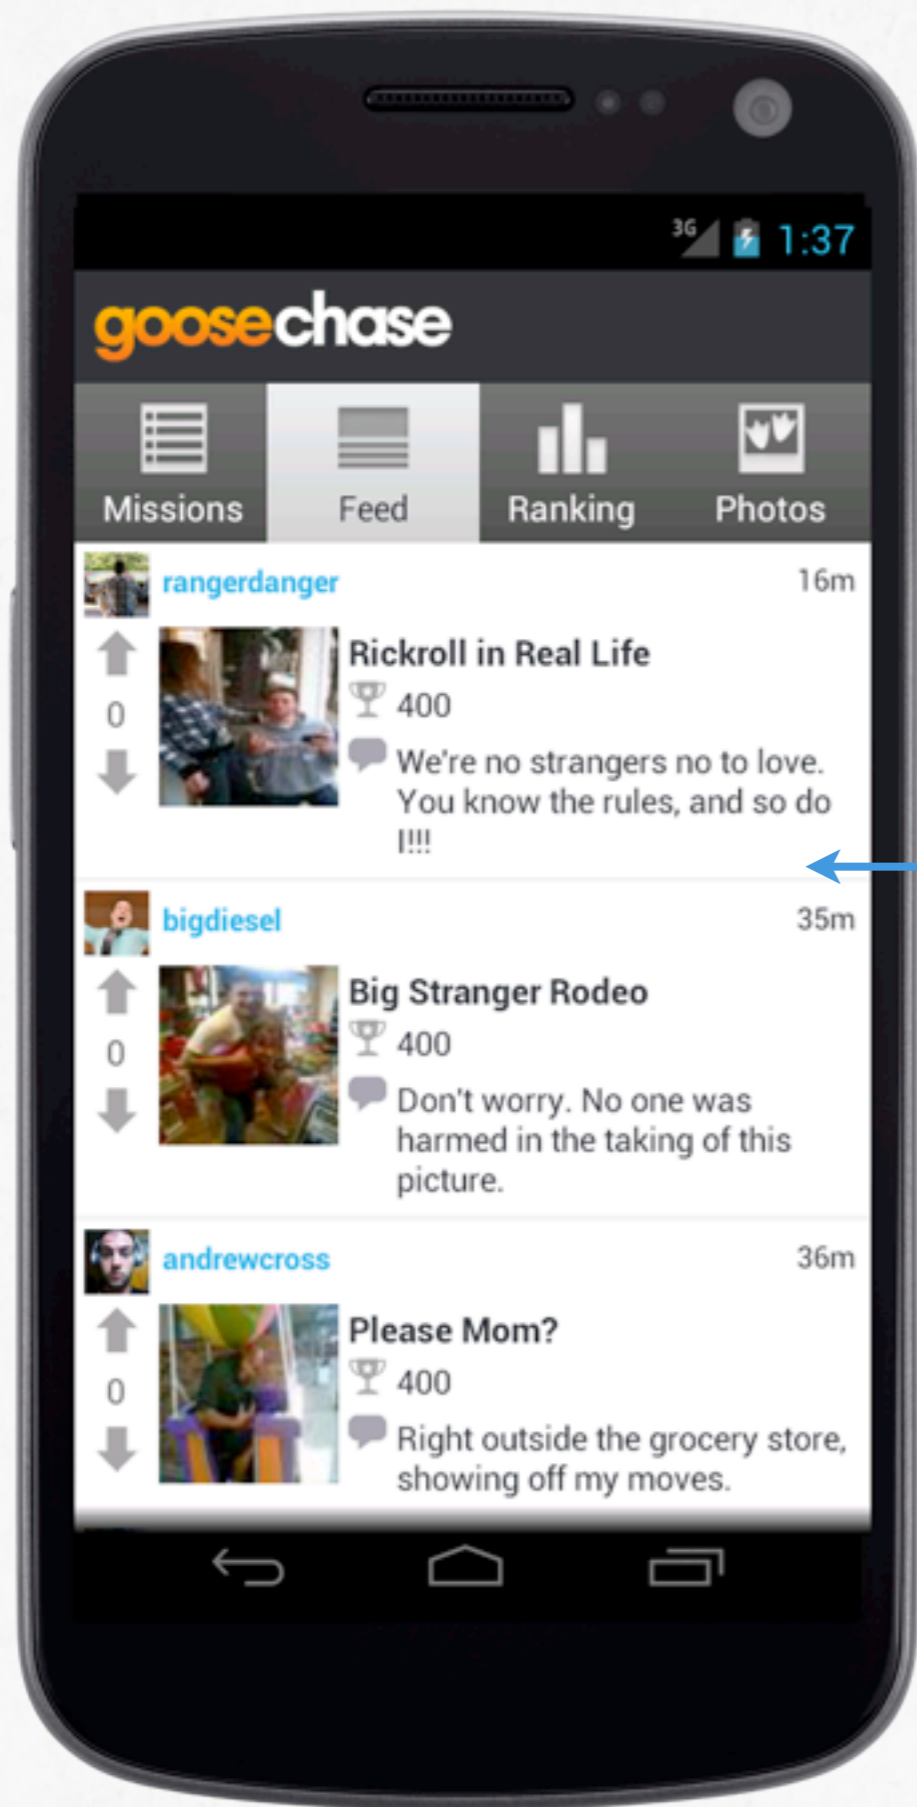 3G 1:37
goosechase
Missions Feed Ranking Photos
rangerdanger 16m
Rickroll in Real Life
0 400
We're no strangers no to love.
You know the rules, and so do
I!!!
bigdiesel 35m
Big Stranger Rodeo
0 400
Don't worry. No one was
harmed in the taking of this
picture.
andrewcross 36m
Please Mom?
0 400
Right outside the grocery store,
showing off my moves.